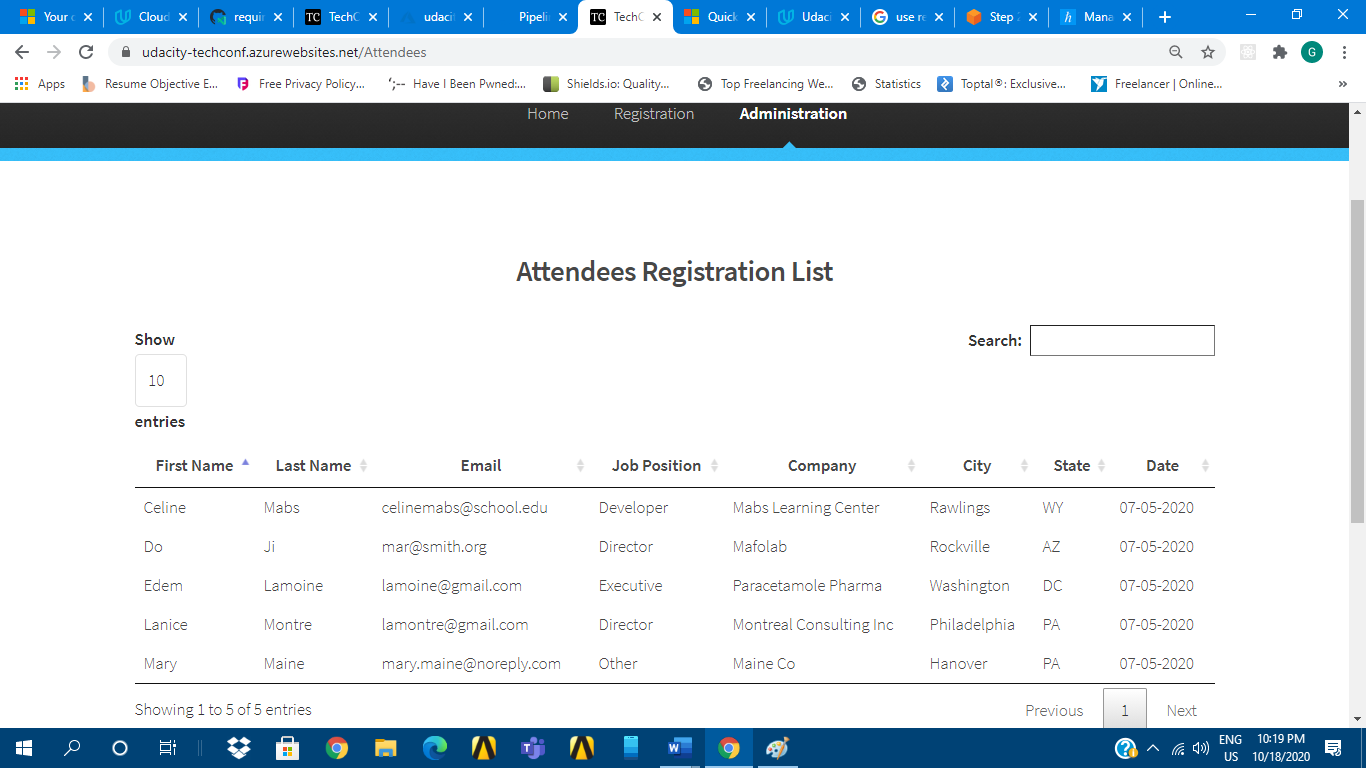 Your c
Cloud
requir
TechC
udacit
Pipelin
TechC
Quick
Udaci
use re
Step 2
Mana
udacity-techconf.azurewebsites.net/Attendees
G
Apps
Resume Objective E...
Free Privacy Policy...
Have I Been Pwned:...
Shields.io: Quality...
Top Freelancing We...
Statistics
Toptal®: Exclusive...
Freelancer | Online...
»
Home Registration Administration
Attendees Registration List
Show
10
entries
Search:
First Name Last Name Email Job Position Company City State Date
Celine Mabs celinemabs@school.edu Developer Mabs Learning Center Rawlings WY 07-05-2020
Do Ji mar@smith.org Director Mafolab Rockville AZ 07-05-2020
Edem Lamoine lamoine@gmail.com Executive Paracetamole Pharma Washington DC 07-05-2020
Lanice Montre lamontre@gmail.com Director Montreal Consulting Inc Philadelphia PA 07-05-2020
Mary Maine mary.maine@noreply.com Other Maine Co Hanover PA 07-05-2020
Showing 1 to 5 of 5 entries
Previous 1 Next
ENG
US
10:19 PM
10/18/2020